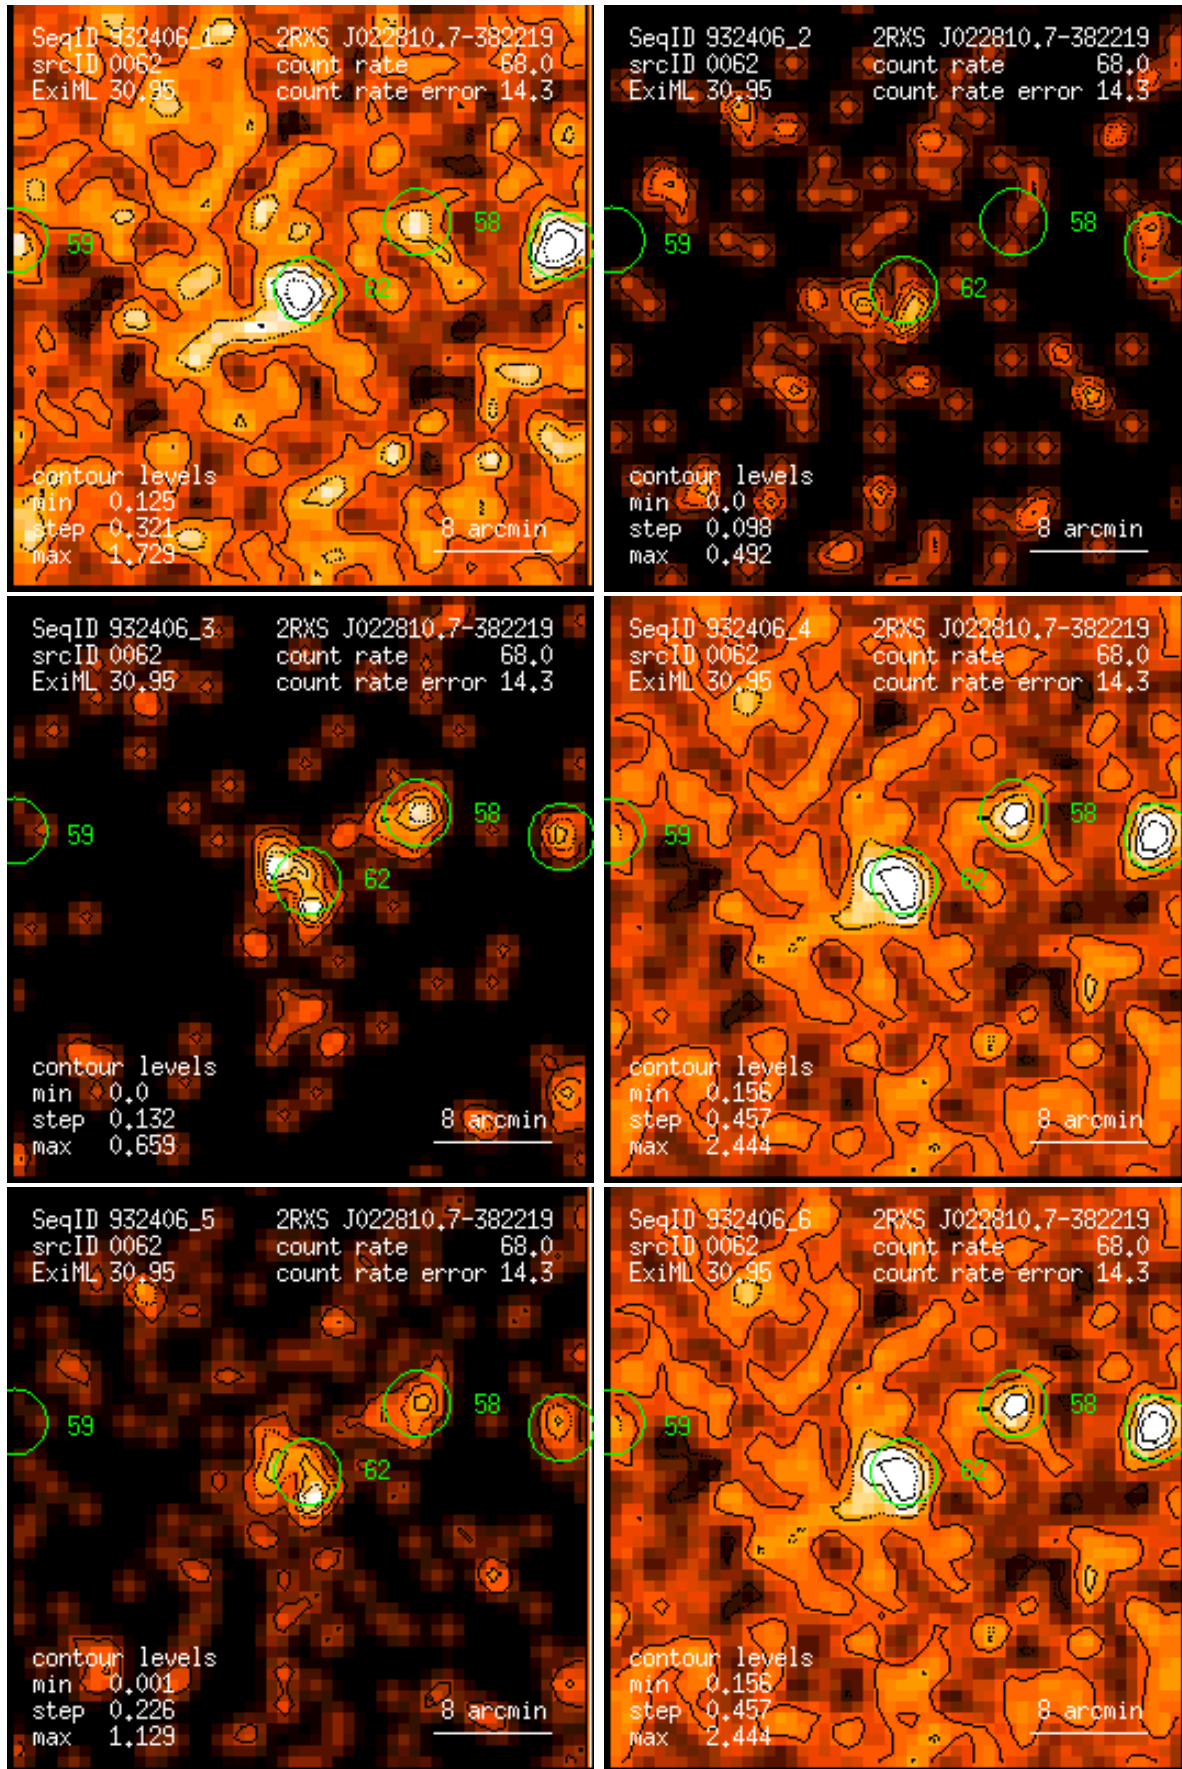 SeqID 932406_1 2RXS J022810.7-382219
srcID 0062 count rate 68.0
ExiML 30.95 count rate error 14.3
58
59
62
contour levels
min 0.125
step 0.321 8 arcmin
max 1.729
SeqID 932406_2 2RXS J022810.7-382219
srcID 0062 count rate 68.0
ExiML 30.95 count rate error 14.3
58
59
62
contour levels
min 0.0
step 0.098 8 arcmin
max 0.492
SeqID 932406_3 2RXS J022810.7-382219
srcID 0062 count rate 68.0
ExiML 30.95 count rate error 14.3
58
59
62
contour levels
min 0.0
step 0.132 8 arcmin
max 0.659
SeqID 932406_4 2RXS J022810.7-382219
srcID 0062 count rate 68.0
ExiML 30.95 count rate error 14.3
58
59
62
contour levels
min 0.156
step 0.457 8 arcmin
max 2.444
SeqID 932406_5 2RXS J022810.7-382219
srcID 0062 count rate 68.0
ExiML 30.95 count rate error 14.3
58
59
62
contour levels
min 0.001
step 0.226 8 arcmin
max 1.129
SeqID 932406_6 2RXS J022810.7-382219
srcID 0062 count rate 68.0
ExiML 30.95 count rate error 14.3
58
59
62
contour levels
min 0.156
step 0.457 8 arcmin
max 2.444